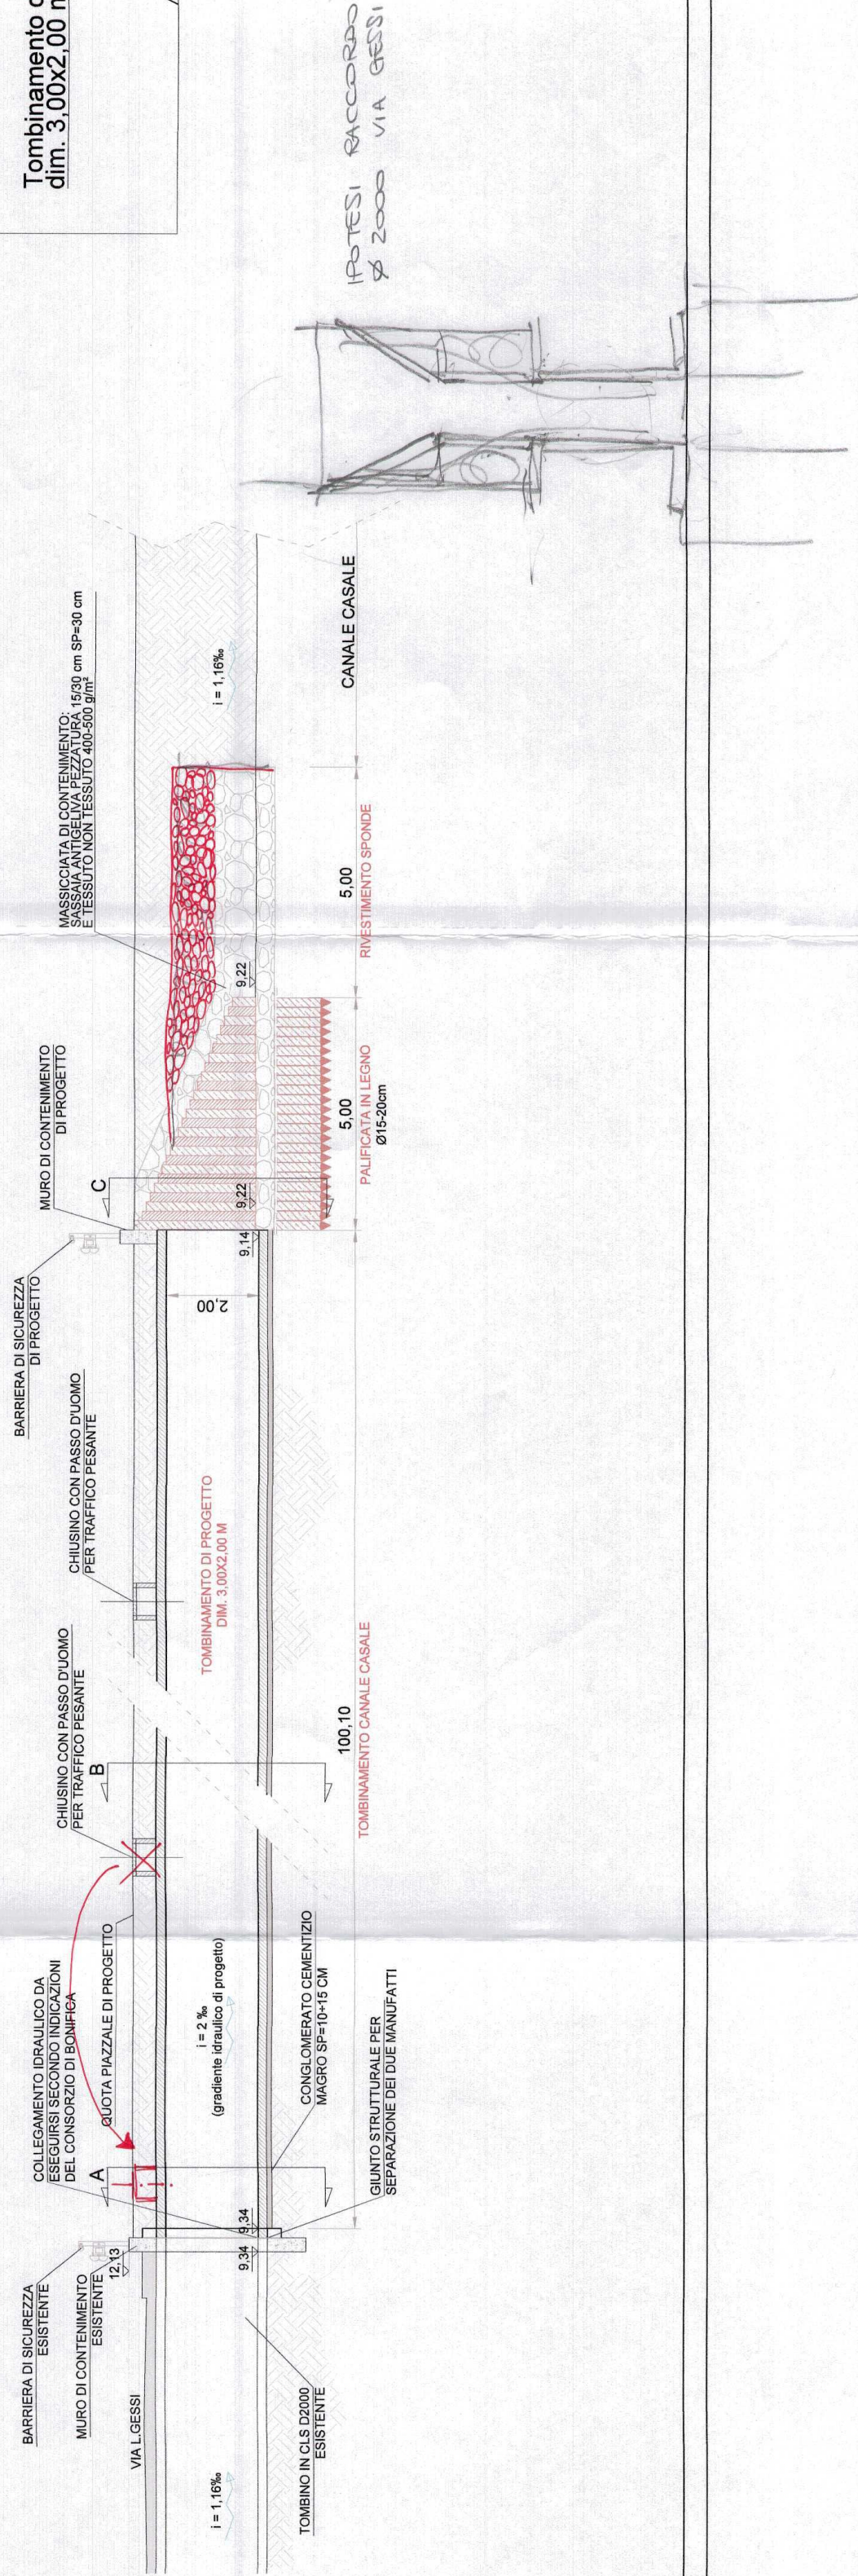 Tombinamento
dim. 3,00x2,00
IPOTESI RACCORDO
Ø 2000 VIA GESSI
BARRIERA DI SICUREZZA
ESISTENTE
MURO DI CONTENIMENTO
ESISTENTE
12,13
VIA L.GESSI
i = 1,16‰
TOMBINO IN CLS D2000
ESISTENTE
9,34
9,34
COLLEGAMENTO IDRAULICO DA
ESEGUIRSI SECONDO INDICAZIONI
DEL CONSORZIO DI BONIFICA
A
QUOTA PIAZZALE DI PROGETTO
i = 2 ‰
(gradiente idraulico di progetto)
CONGLOMERATO CEMENTIZIO
MAGRO SP=10÷15 CM
GIUNTO STRUTTURALE PER
SEPARAZIONE DEI DUE MANUFATTI
CHIUSINO CON PASSO D'UOMO
PER TRAFFICO PESANTE
B
100,10
TOMBINAMENTO CANALE CASALE
CHIUSINO CON PASSO D'UOMO
PER TRAFFICO PESANTE
TOMBINAMENTO DI PROGETTO
DIM. 3,00X2,00 M
2,00
BARRIERA DI SICUREZZA
DI PROGETTO
MURO DI CONTENIMENTO
DI PROGETTO
C
9,14
9,22
9,22
5,00
PALIFICATA IN LEGNO
Ø15-20cm
MASSICCIATA DI CONTENIMENTO:
SASSAIA ANTIGELIVA PEZZATURA 15/30 cm SP=30 cm
E TESSUTO NON TESSUTO 400-500 g/m²
5,00
RIVESTIMENTO SPONDE
i = 1,16‰
CANALE CASALE